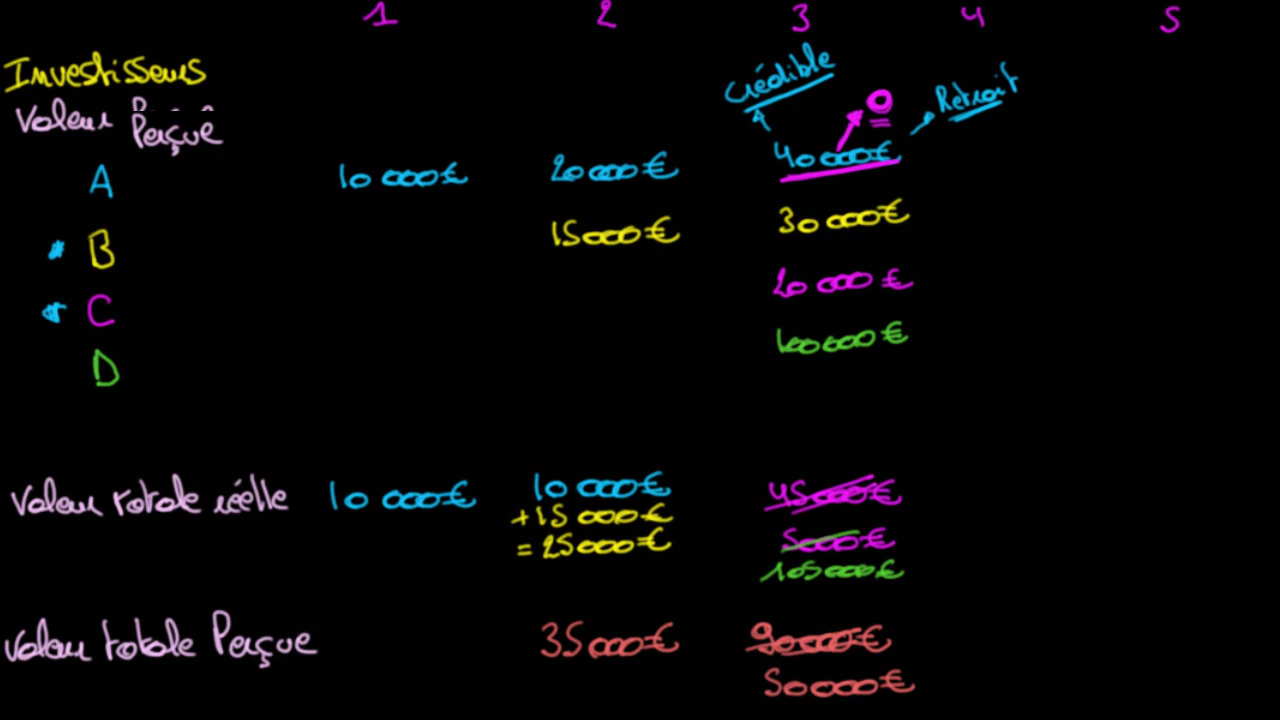 1 2 3 4 5
Investisseurs
Crédible
Retrait
Valeur Perçue
0
A 10 000€ 20 000€ 40 000€
B 15 000€ 30 000€
C 20 000€
D 100 000€
Valeur totale réelle 10 000€ 10 000€ 45 000€
+15 000€
= 25 000€ 5 000€
105 000€
Valeur totale Perçue 35 000€ 90 000€
50 000€